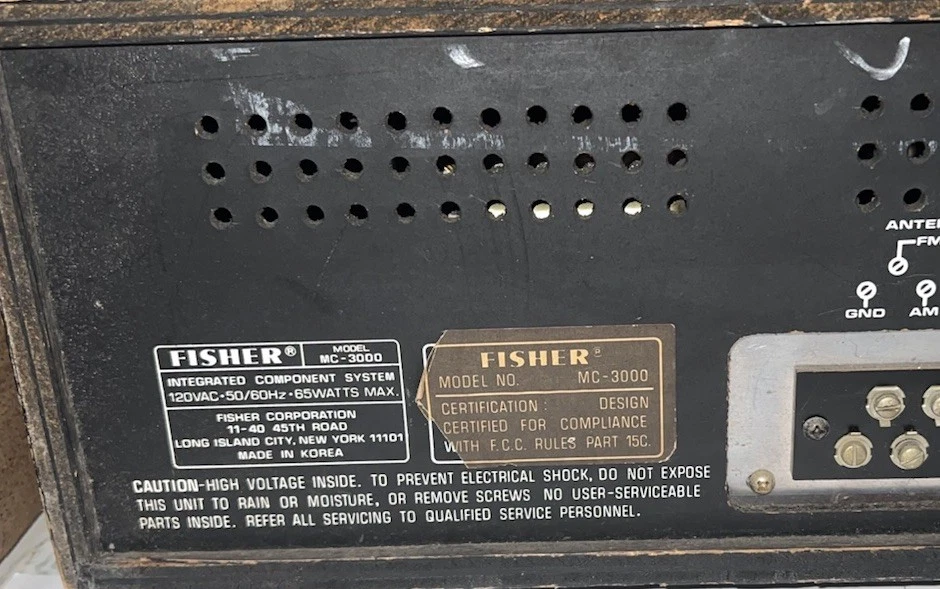 ANTE
FM
GND AM
FISHER® MODEL
MC-3000
INTEGRATED COMPONENT SYSTEM
120VAC·50/60Hz·65WATTS MAX.
FISHER CORPORATION
11-40 45TH ROAD
LONG ISLAND CITY, NEW YORK 11101
MADE IN KOREA
FISHER®
MODEL NO. MC-3000
CERTIFICATION : DESIGN
CERTIFIED FOR COMPLIANCE
WITH F.C.C. RULES PART 15C.
CAUTION-HIGH VOLTAGE INSIDE. TO PREVENT ELECTRICAL SHOCK, DO NOT EXPOSE
THIS UNIT TO RAIN OR MOISTURE, OR REMOVE SCREWS NO USER-SERVICEABLE
PARTS INSIDE. REFER ALL SERVICING TO QUALIFIED SERVICE PERSONNEL.